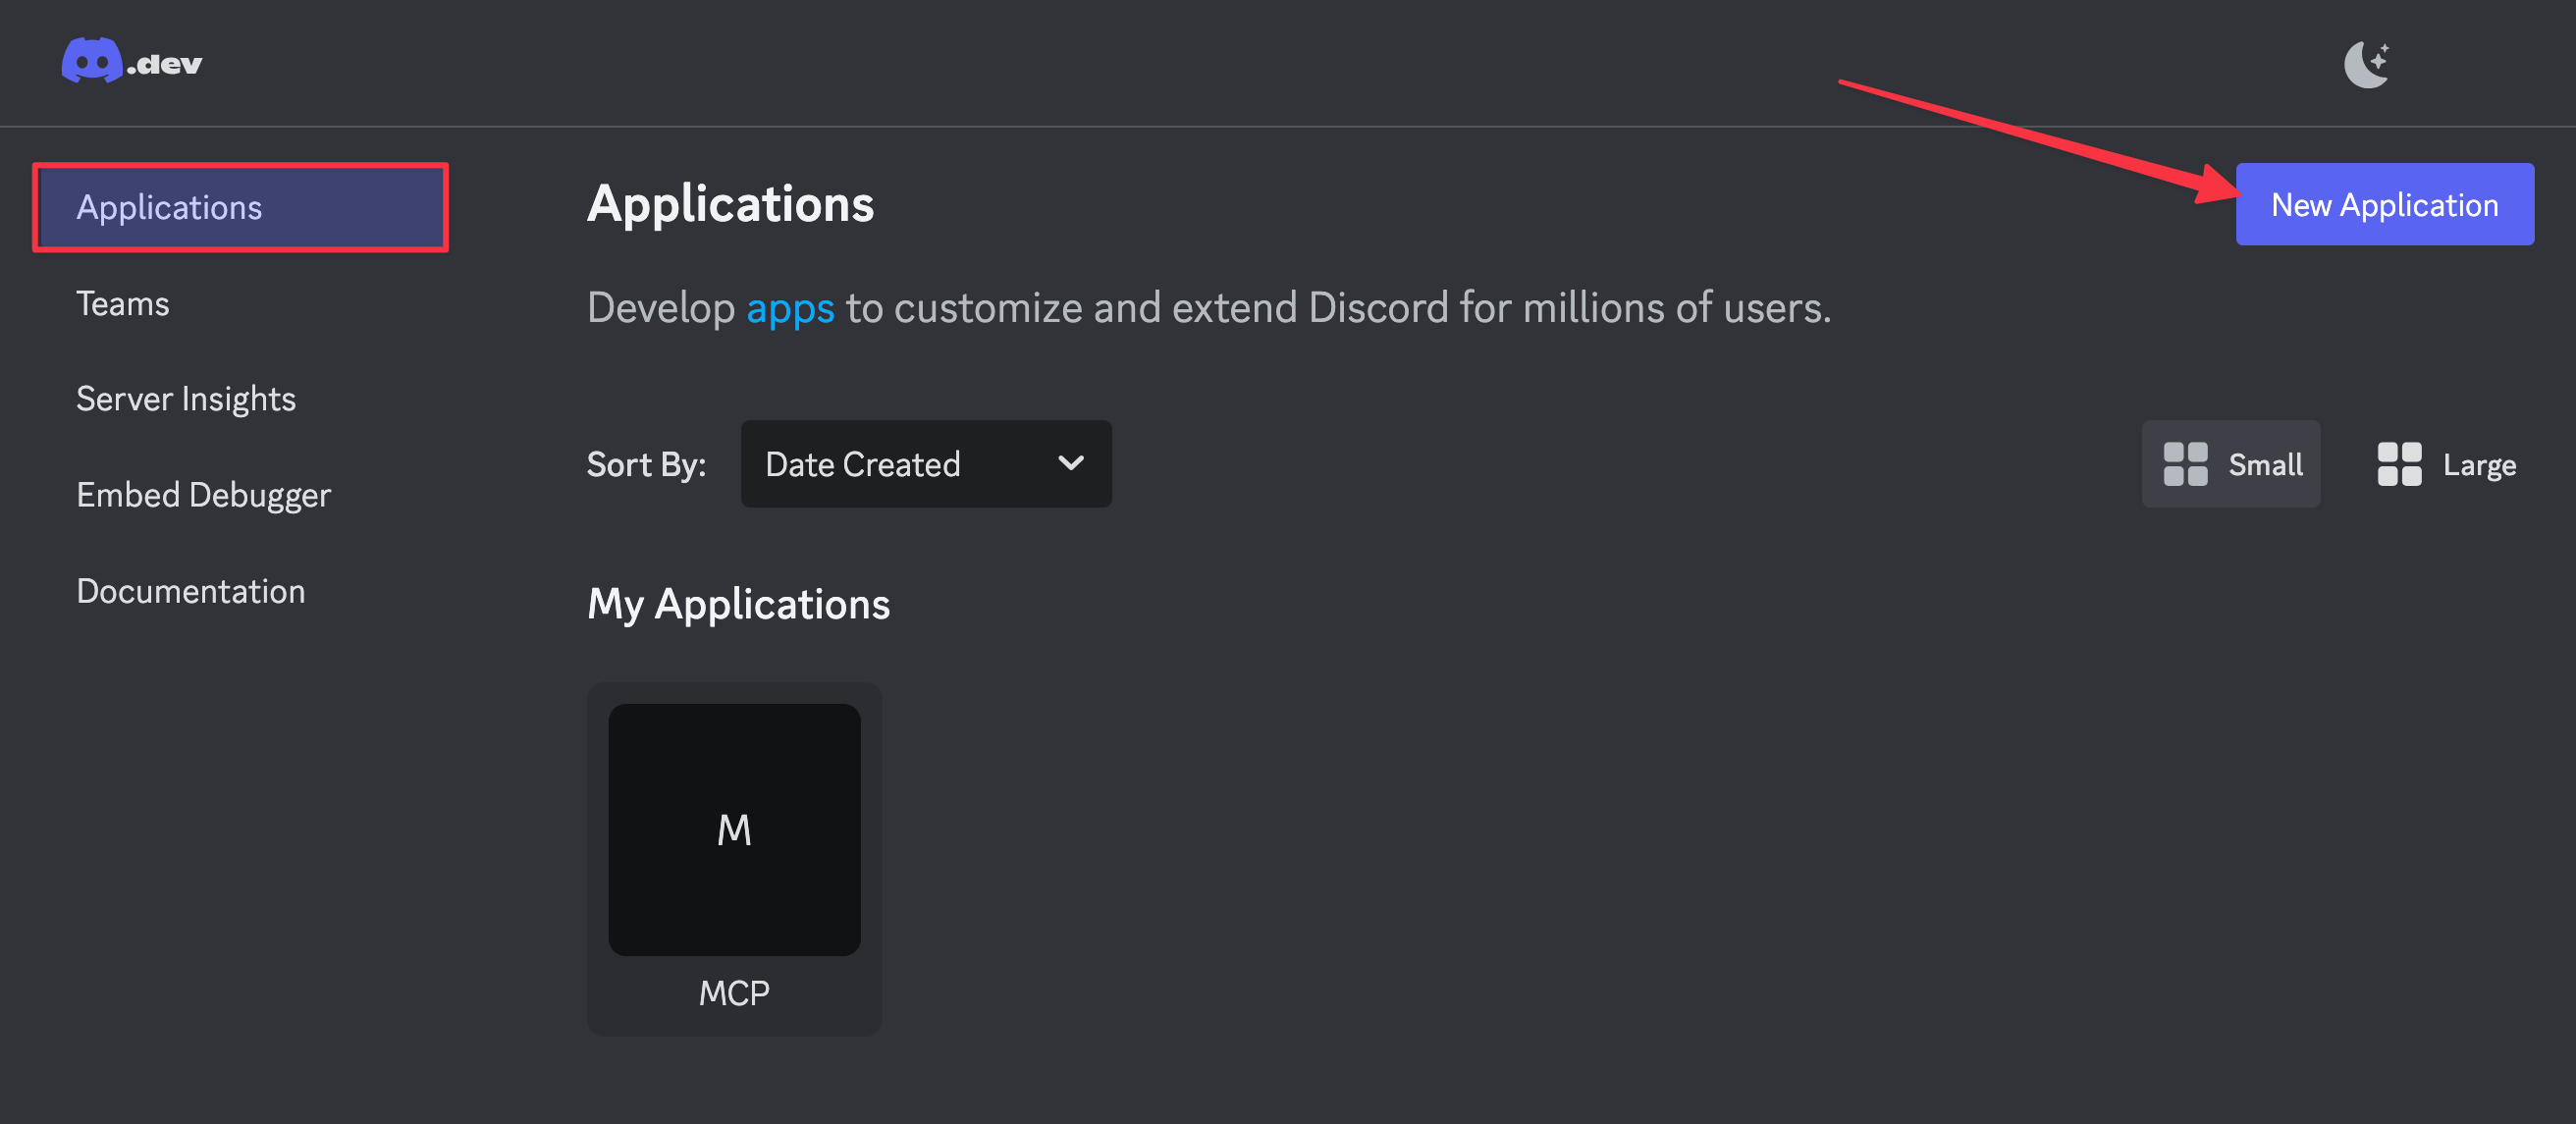 .dev
Applications
Teams
Server Insights
Embed Debugger
Documentation
Applications
New Application
Develop apps to customize and extend Discord for millions of users.
Sort By: Date Created
Small Large
My Applications
M
MCP